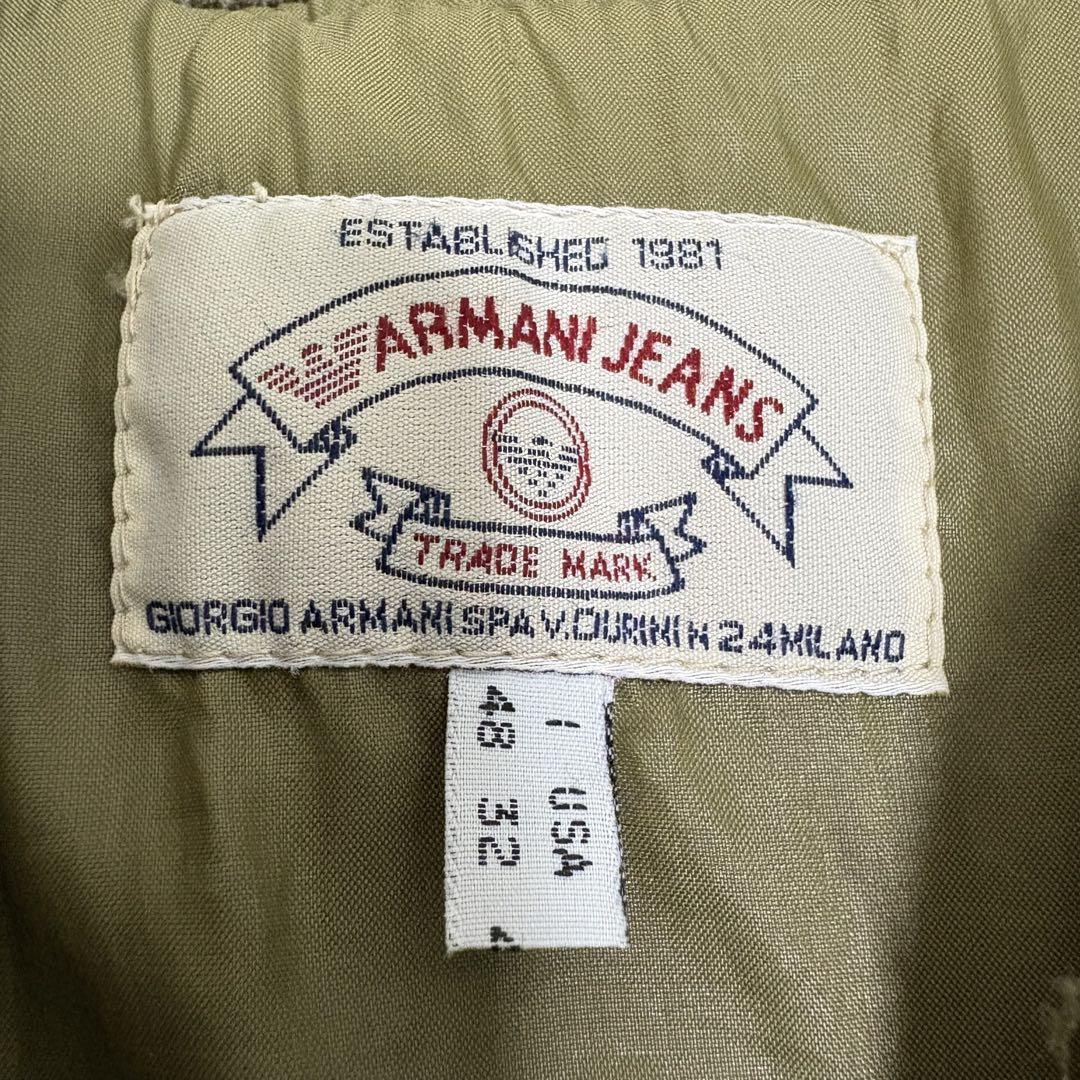 ESTABLISHED 1981
ARMANI JEANS
TRADE MARK
GIORGIO ARMANI SPA V.DURINI N 24 MILANO
I USA
48 32